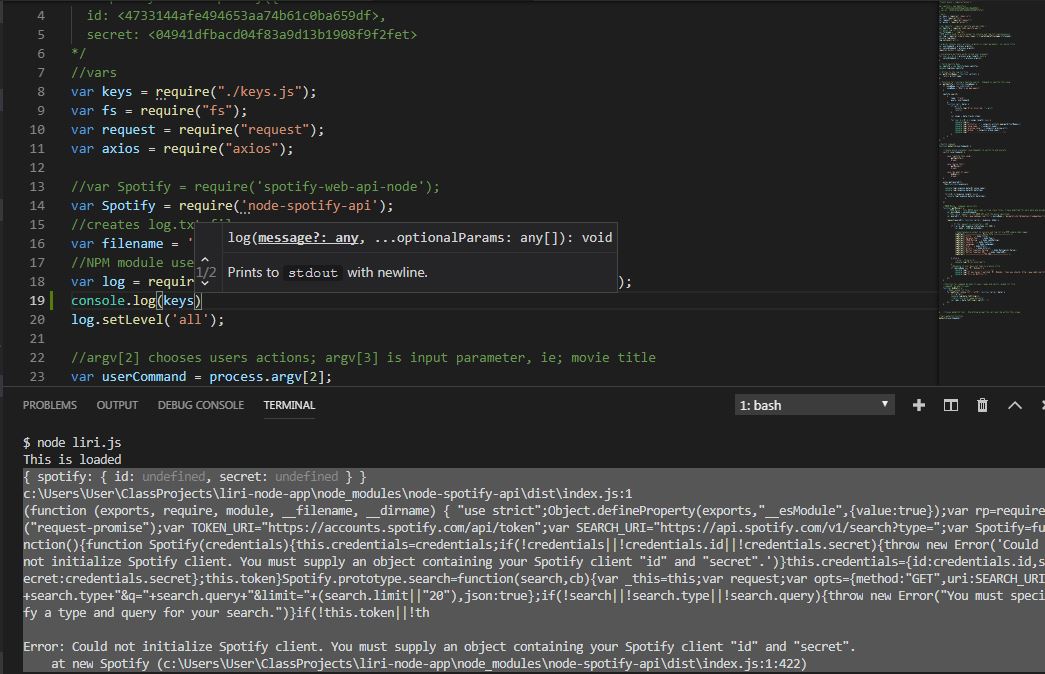 4 id: <4733144afe494653aa74b61c0ba659df>,
5 secret: <04941dfbacd04f83a9d13b1908f9f2fet>
6 */
7 //vars
8 var keys = require("./keys.js");
9 var fs = require("fs");
10 var request = require("request");
11 var axios = require("axios");
12
13 //var Spotify = require('spotify-web-api-node');
14 var Spotify = require('node-spotify-api');
15 //creates log.txt
16 var filename = '
log(message?: any, ...optionalParams: any[]): void
17 //NPM module use
1/2 Prints to stdout with newline.
18 var log = requir );
19 console.log(keys)
20 log.setLevel('all');
21
22 //argv[2] chooses users actions; argv[3] is input parameter, ie; movie title
23 var userCommand = process.argv[2];
PROBLEMS OUTPUT DEBUG CONSOLE TERMINAL 1: bash
$ node liri.js
This is loaded
{ spotify: { id: undefined, secret: undefined } }
c:\Users\User\ClassProjects\liri-node-app\node_modules\node-spotify-api\dist\index.js:1
(function (exports, require, module, __filename, __dirname) { "use strict";Object.defineProperty(exports,"__esModule",{value:true});var rp=require
("request-promise");var TOKEN_URI="https://accounts.spotify.com/api/token";var SEARCH_URI="https://api.spotify.com/v1/search?type=";var Spotify=fu
nction(){function Spotify(credentials){this.credentials=credentials;if(!credentials||!credentials.id||!credentials.secret){throw new Error('Could
not initialize Spotify client. You must supply an object containing your Spotify client "id" and "secret".')}this.credentials={id:credentials.id,s
ecret:credentials.secret};this.token}Spotify.prototype.search=function(search,cb){var _this=this;var request;var opts={method:"GET",uri:SEARCH_URI
+search.type+"&q="+search.query+"&limit="+(search.limit||"20"),json:true};if(!search||!search.type||!search.query){throw new Error("You must speci
fy a type and query for your search.")}if(!this.token||!th
Error: Could not initialize Spotify client. You must supply an object containing your Spotify client "id" and "secret".
at new Spotify (c:\Users\User\ClassProjects\liri-node-app\node_modules\node-spotify-api\dist\index.js:1:422)